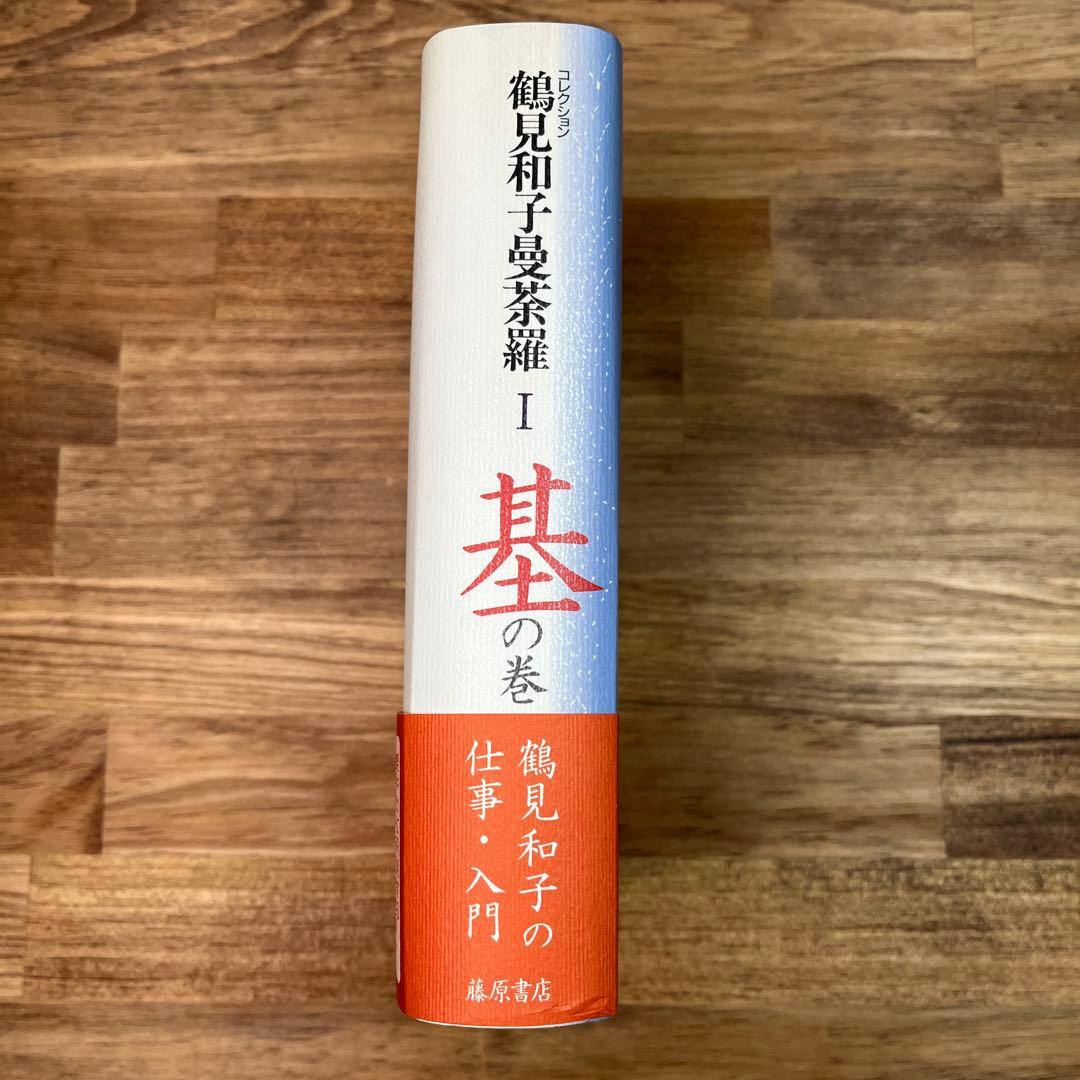 コレクション
鶴見和子曼荼羅
I
基の巻
鶴見和子の
仕事・入門
藤原書店